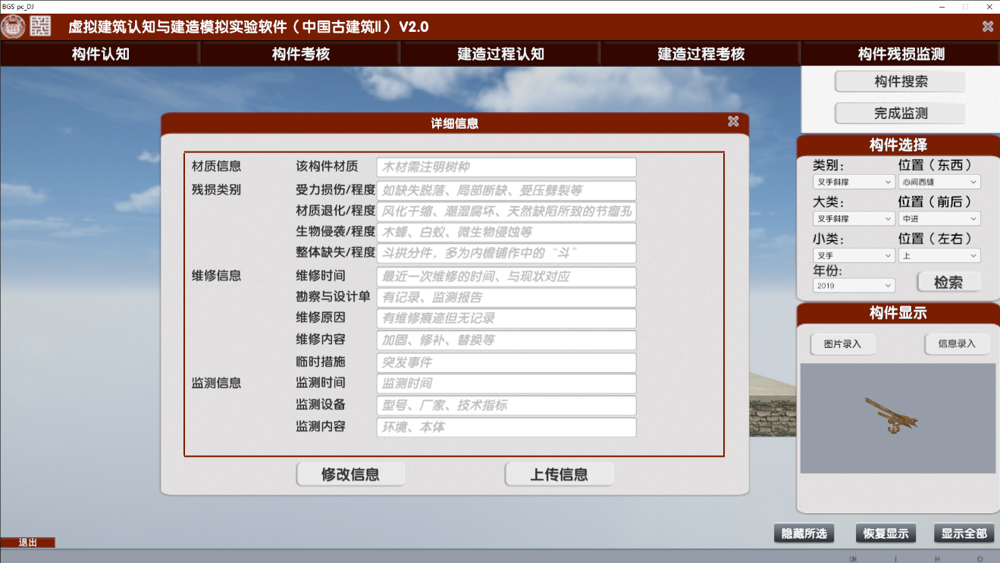 BGS pc_DJ
虚拟建筑认知与建造模拟实验软件（中国古建筑Ⅱ）V2.0
构件认知 构件考核 建造过程认知 建造过程考核 构件残损监测
构件搜索
完成监测
详细信息
材质信息 该构件材质 木材需注明树种
残损类别 受力损伤/程度 如缺失脱落、局部断缺、受压劈裂等
材质退化/程度 风化干缩、潮湿腐坏、天然缺陷所致的节瘤孔
生物侵袭/程度 木蜂、白蚁、微生物侵蚀等
整体缺失/程度 斗拱分件，多为内檐铺作中的“斗”
维修信息 维修时间 最近一次维修的时间、与现状对应
勘察与设计单 有记录、监测报告
维修原因 有维修痕迹但无记录
维修内容 加固、修补、替换等
临时措施 突发事件
监测信息 监测时间 监测时间
监测设备 型号、厂家、技术指标
监测内容 环境、本体
修改信息 上传信息
构件选择
类别: 位置（东西）
叉手斜撑 心间西缝
大类: 位置（前后）
叉手斜撑 中进
小类: 位置（左右）
叉手 上
年份:
2019 检索
构件显示
图片录入 信息录入
隐藏所选 恢复显示 显示全部
退出